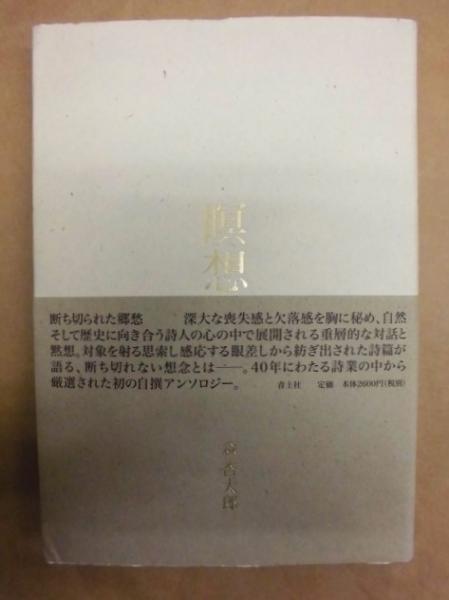 瞑想
断ち切られた郷愁　深大な喪失感と欠落感を胸に秘め、自然
そして歴史に向き合う詩人の心の中で展開される重層的な対話と
黙想。対象を射る思索し感応する眼差しから紡ぎ出された詩篇が
語る、断ち切れない想念とは――。40年にわたる詩業の中から
厳選された初の自撰アンソロジー。　青土社　定価　本体2600円(税別)
杏太郎